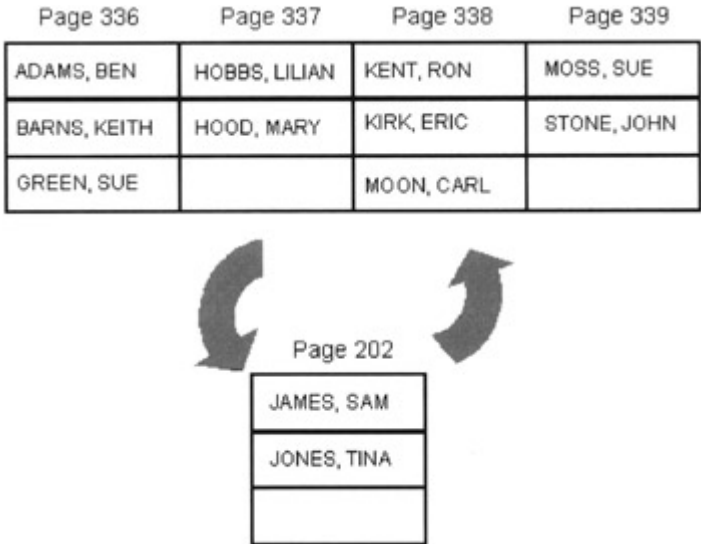 Page 336 Page 337 Page 338 Page 339
ADAMS, BEN HOBBS, LILIAN KENT, RON MOSS, SUE
BARNS, KEITH HOOD, MARY KIRK, ERIC STONE, JOHN
GREEN, SUE MOON, CARL
Page 202
JAMES, SAM
JONES, TINA